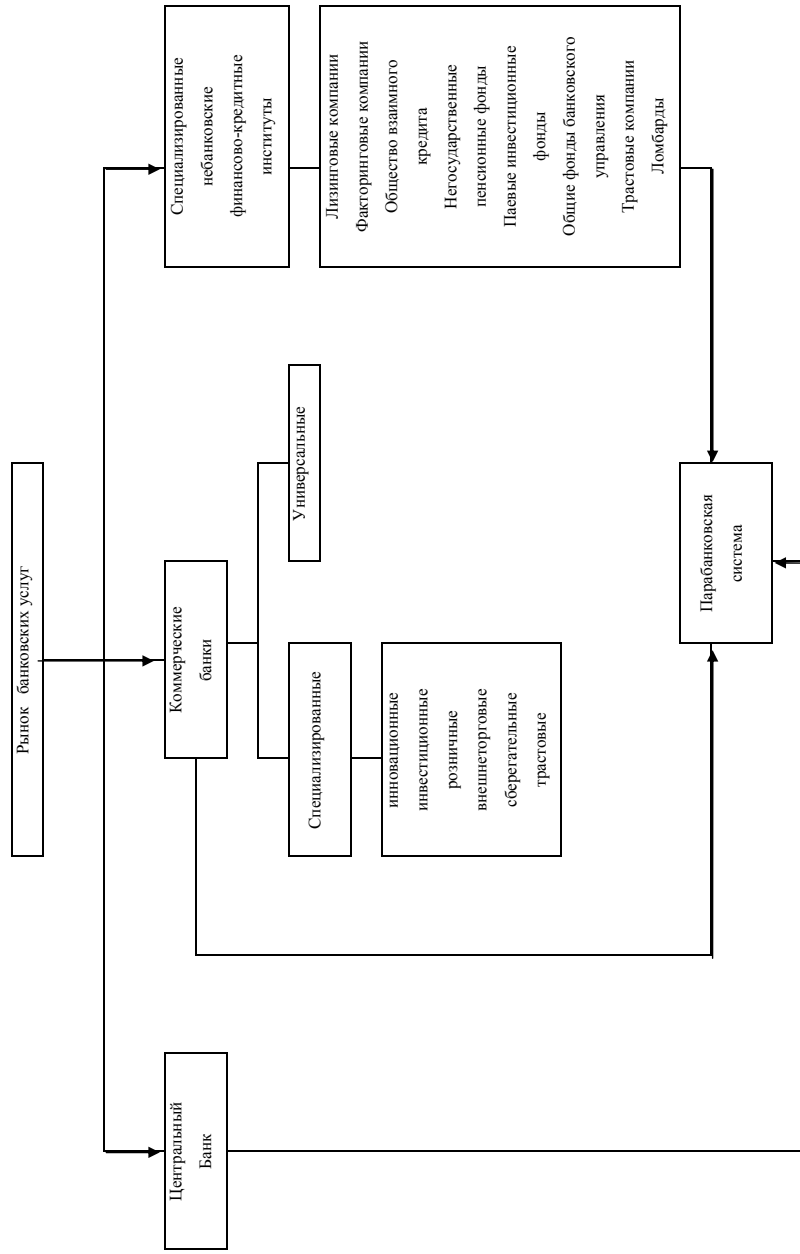 Рынок банковских услуг
Центральный
Банк
Коммерческие
банки
Специализированные
небанковские
финансово-кредитные
институты
Специализированные
Универсальные
инновационные
инвестиционные
розничные
внешнеторговые
сберегательные
трастовые
Лизинговые компании
Факторинговые компании
Общество взаимного
кредита
Негосударственные
пенсионные фонды
Паевые инвестиционные
фонды
Общие фонды банковского
управления
Трастовые компании
Ломбарды
Парабанковская
система